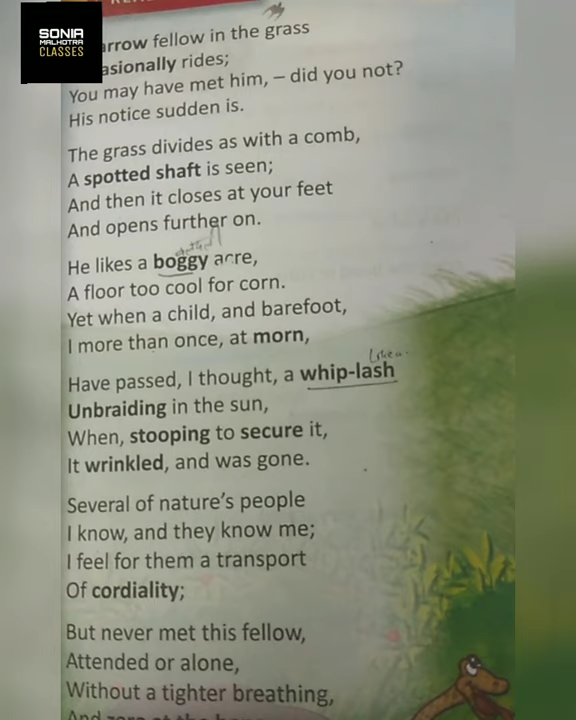 SONIA
MALHOTRA
CLASSES
arrow fellow in the grass
asionally rides;
You may have met him, – did you not?
His notice sudden is.
The grass divides as with a comb,
A spotted shaft is seen;
And then it closes at your feet
And opens further on.
He likes a boggy acre,
A floor too cool for corn.
Yet when a child, and barefoot,
I more than once, at morn,
Have passed, I thought, a whip-lash
Unbraiding in the sun,
When, stooping to secure it,
It wrinkled, and was gone.
Several of nature's people
I know, and they know me;
I feel for them a transport
Of cordiality;
But never met this fellow,
Attended or alone,
Without a tighter breathing,
And zero at the bone